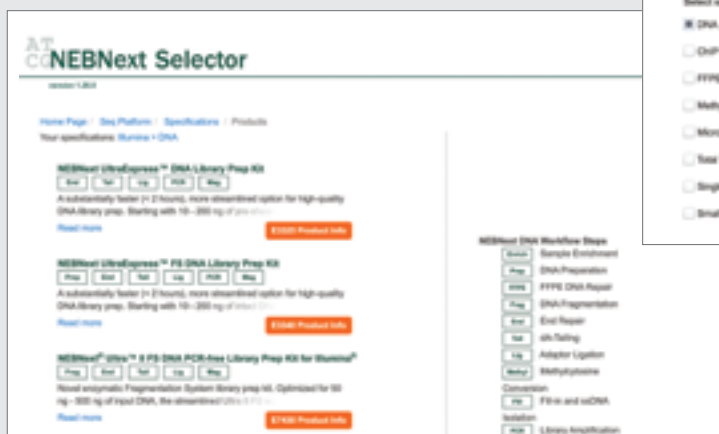 Select
DNA
ChIP
FFPE
Total
NEBNext Selector
Home Page / Seq Platform / Specifications / Products
Your specifications: Illumina > DNA
NEBNext UltraExpress™ DNA Library Prep Kit
End Tail Lig PCR Mag
A substantially faster (< 2 hours), more streamlined option for high-quality
DNA library prep. Starting with 10–200 ng of
Read more
E3325 Product Info
NEBNext UltraExpress™ FS DNA Library Prep Kit
Frag End Tail Lig PCR Mag
A substantially faster (< 2 hours), more streamlined option for high-quality
DNA library prep. Starting with 10–200 ng of
Read more
E3340 Product Info
NEBNext® Ultra™ II FS DNA PCR-free Library Prep Kit for Illumina®
Frag End Tail Lig Mag
Novel enzymatic Fragmentation System library prep kit. Optimized for 50
ng – 500 ng of input DNA, the streamlined Ultra II FS
Read more
E7430 Product Info
NEBNext DNA Workflow Steps
Enrich Sample Enrichment
Prep DNA Preparation
FFPE FFPE DNA Repair
Frag DNA Fragmentation
End End Repair
Tail dA-Tailing
Lig Adaptor Ligation
Methyl Methylcytosine
Conversion
Fill Fill-in and ssDNA
Isolation
PCR Library Amplification